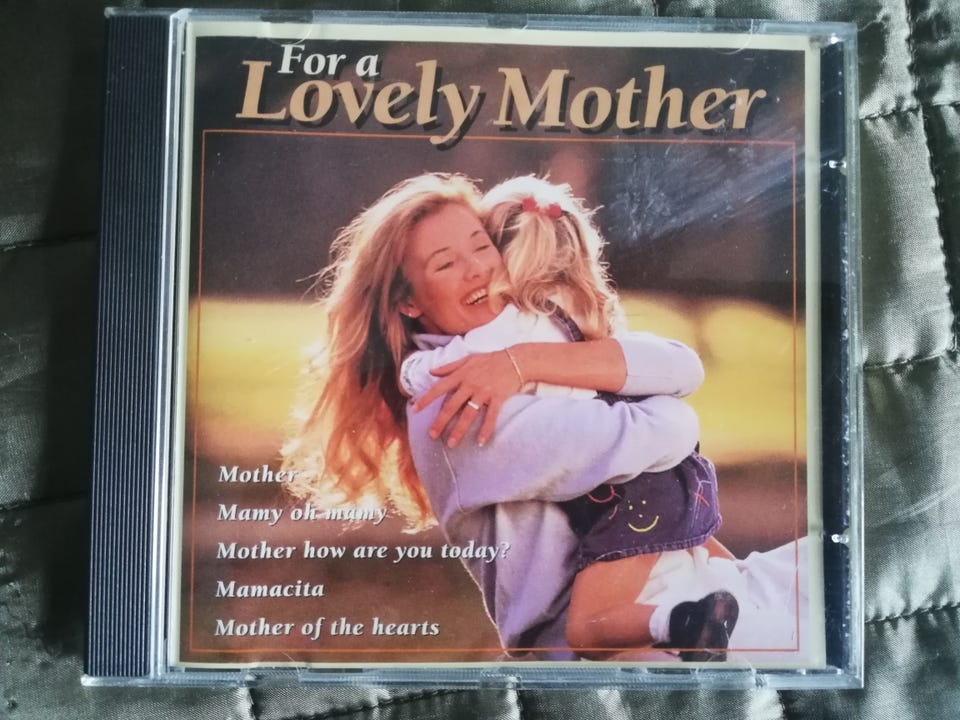 For a
Lovely Mother
Mother
Mamy oh mamy
Mother how are you today?
Mamacita
Mother of the hearts